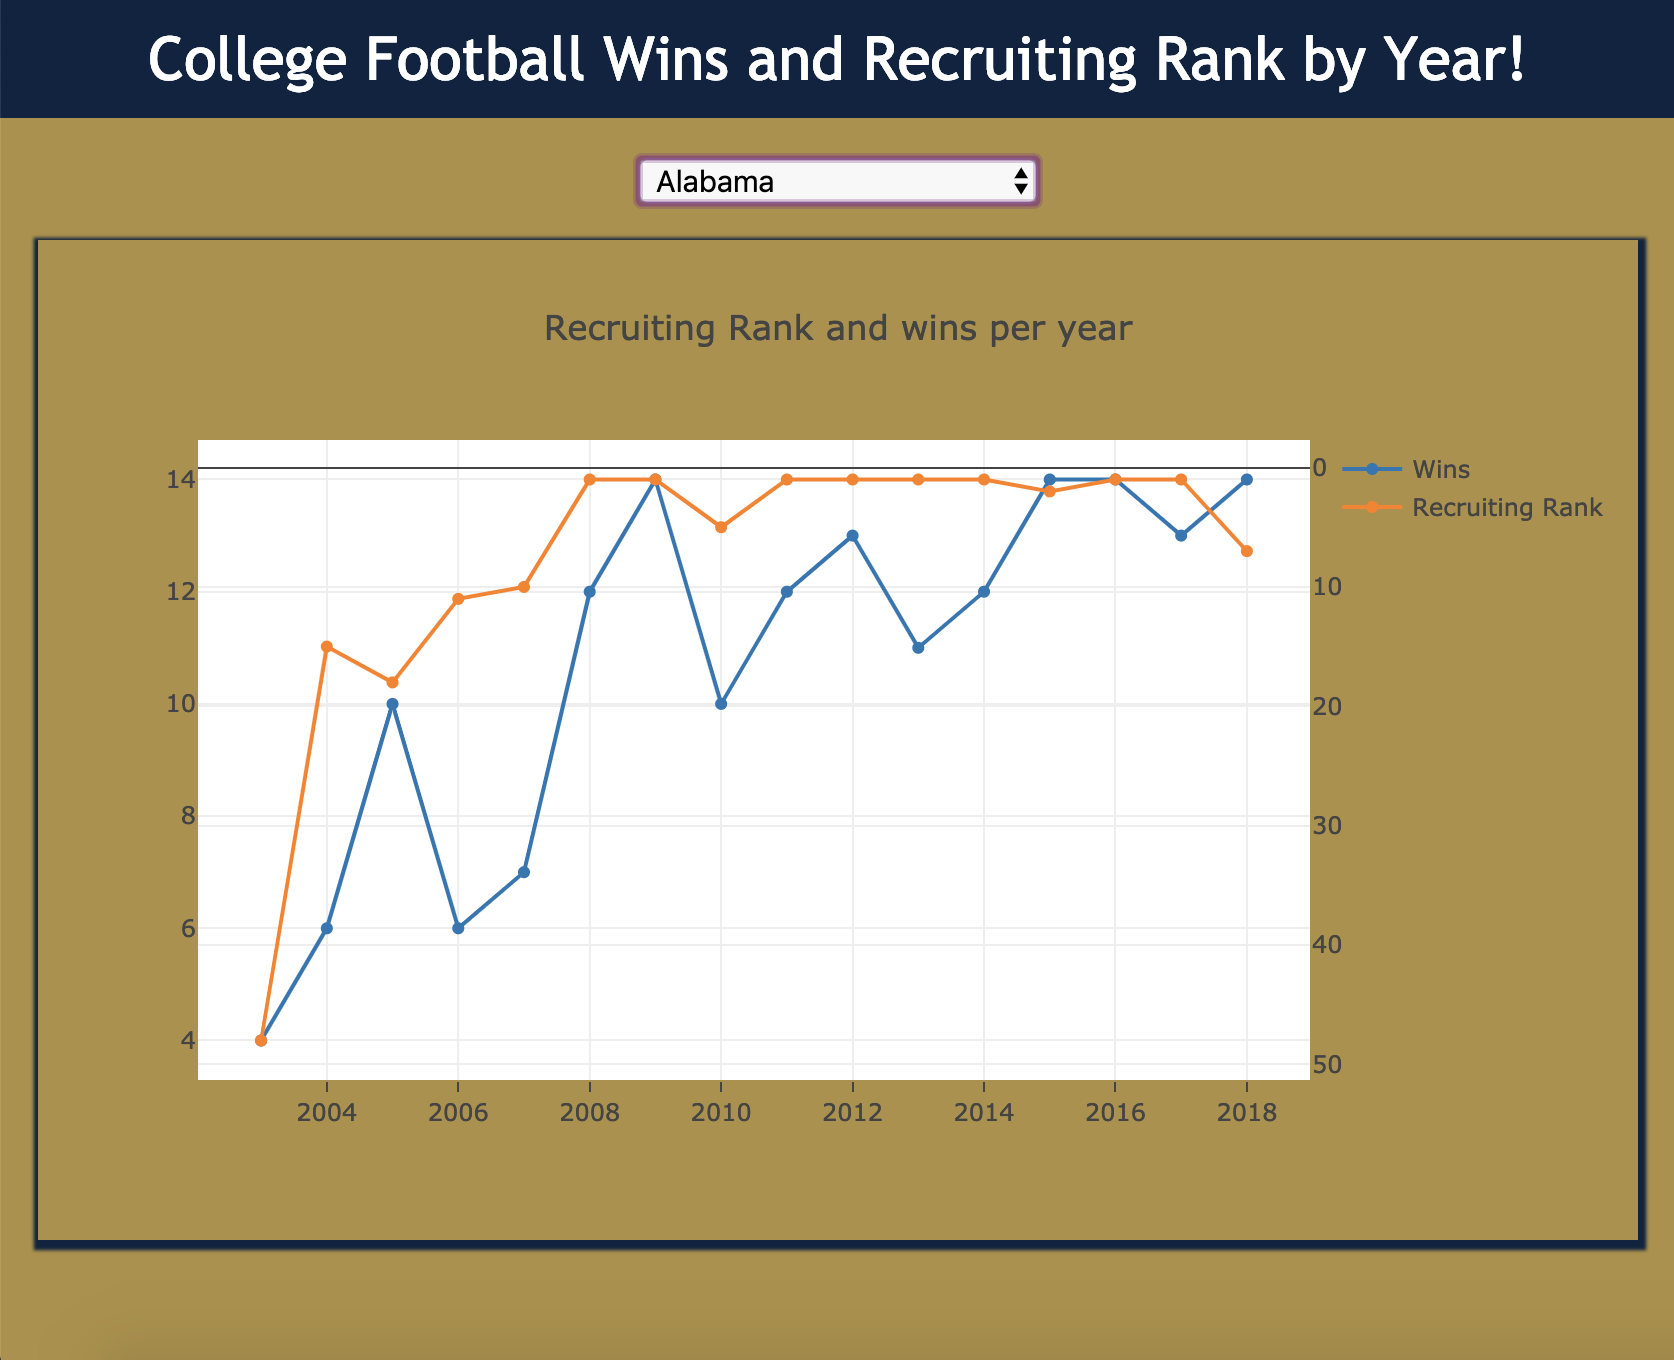 College Football Wins and Recruiting Rank by Year!
Alabama
Recruiting Rank and wins per year
14
12
10
8
6
4
0
10
20
30
40
50
Wins
Recruiting Rank
2004 2006 2008 2010 2012 2014 2016 2018